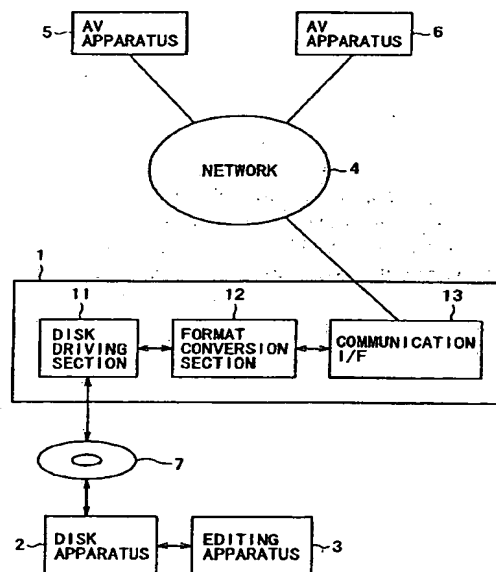 5
AV
APPARATUS
AV
APPARATUS
6
NETWORK
4
1
11
12
13
DISK
DRIVING
SECTION
FORMAT
CONVERSION
SECTION
COMMUNICATION
I/F
7
2
DISK
APPARATUS
EDITING
APPARATUS
3